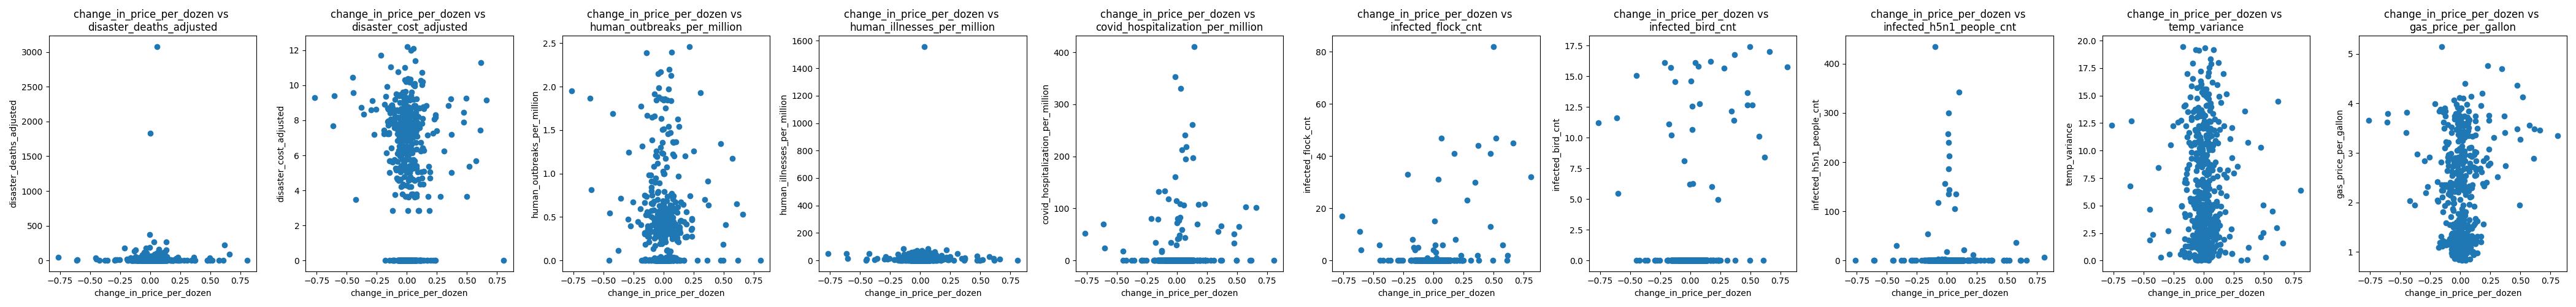 change_in_price_per_dozen vs
disaster_deaths_adjusted
disaster_deaths_adjusted
3000
2500
2000
1500
1000
500
0
−0.75 −0.50 −0.25 0.00 0.25 0.50 0.75
change_in_price_per_dozen
change_in_price_per_dozen vs
disaster_cost_adjusted
disaster_cost_adjusted
12
10
8
6
4
2
0
−0.75 −0.50 −0.25 0.00 0.25 0.50 0.75
change_in_price_per_dozen
change_in_price_per_dozen vs
human_outbreaks_per_million
human_outbreaks_per_million
2.5
2.0
1.5
1.0
0.5
0.0
−0.75 −0.50 −0.25 0.00 0.25 0.50 0.75
change_in_price_per_dozen
change_in_price_per_dozen vs
human_illnesses_per_million
human_illnesses_per_million
1600
1400
1200
1000
800
600
400
200
0
−0.75 −0.50 −0.25 0.00 0.25 0.50 0.75
change_in_price_per_dozen
change_in_price_per_dozen vs
covid_hospitalization_per_million
covid_hospitalization_per_million
400
300
200
100
0
−0.75 −0.50 −0.25 0.00 0.25 0.50 0.75
change_in_price_per_dozen
change_in_price_per_dozen vs
infected_flock_cnt
infected_flock_cnt
80
60
40
20
0
−0.75 −0.50 −0.25 0.00 0.25 0.50 0.75
change_in_price_per_dozen
change_in_price_per_dozen vs
infected_bird_cnt
infected_bird_cnt
17.5
15.0
12.5
10.0
7.5
5.0
2.5
0.0
−0.75 −0.50 −0.25 0.00 0.25 0.50 0.75
change_in_price_per_dozen
change_in_price_per_dozen vs
infected_h5n1_people_cnt
infected_h5n1_people_cnt
400
300
200
100
0
−0.75 −0.50 −0.25 0.00 0.25 0.50 0.75
change_in_price_per_dozen
change_in_price_per_dozen vs
temp_variance
temp_variance
20.0
17.5
15.0
12.5
10.0
7.5
5.0
2.5
0.0
−0.75 −0.50 −0.25 0.00 0.25 0.50 0.75
change_in_price_per_dozen
change_in_price_per_dozen vs
gas_price_per_gallon
gas_price_per_gallon
5
4
3
2
1
−0.75 −0.50 −0.25 0.00 0.25 0.50 0.75
change_in_price_per_dozen